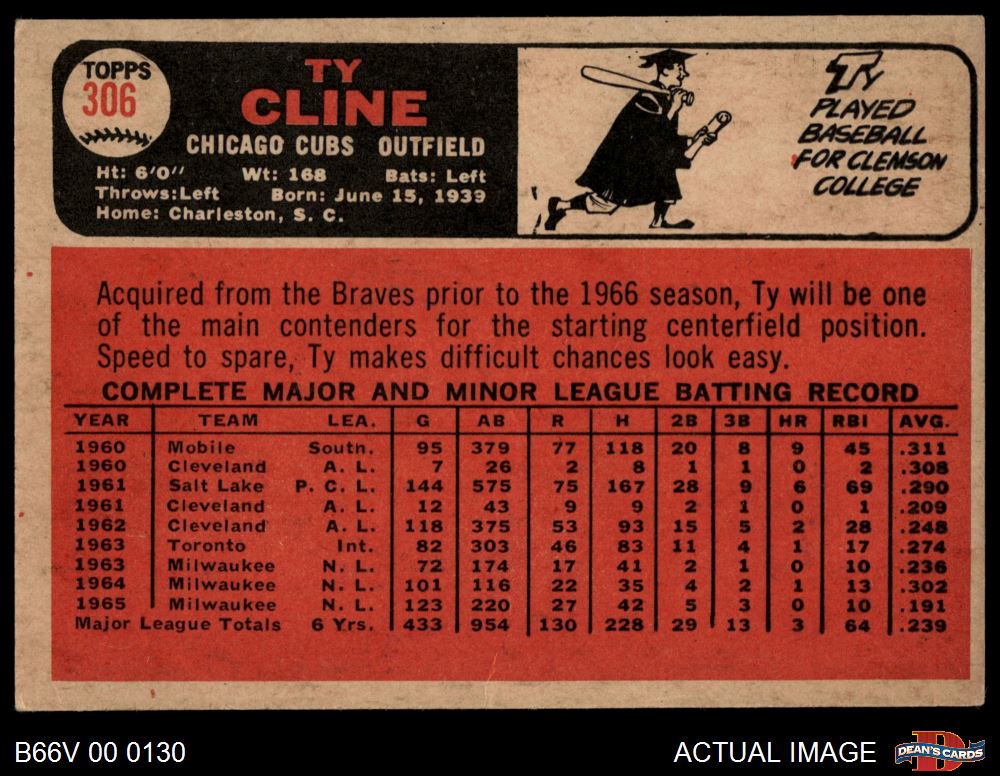 TOPPS
306
TY
CLINE
CHICAGO CUBS OUTFIELD
Ht: 6'0" Wt: 168 Bats: Left
Throws:Left Born: June 15, 1939
Home: Charleston, S. C.
TY
PLAYED
BASEBALL
FOR CLEMSON
COLLEGE
Acquired from the Braves prior to the 1966 season, Ty will be one
of the main contenders for the starting centerfield position.
Speed to spare, Ty makes difficult chances look easy.
COMPLETE MAJOR AND MINOR LEAGUE BATTING RECORD
YEAR TEAM LEA. G AB R H 2B 3B HR RBI AVG.
1960 Mobile South. 95 379 77 118 20 8 9 45 .311
1960 Cleveland A. L. 7 26 2 8 1 1 0 2 .308
1961 Salt Lake P. C. L. 144 575 75 167 28 9 6 69 .290
1961 Cleveland A. L. 12 43 9 9 2 1 0 1 .209
1962 Cleveland A. L. 118 375 53 93 15 5 2 28 .248
1963 Toronto Int. 82 303 46 83 11 4 1 17 .274
1963 Milwaukee N. L. 72 174 17 41 2 1 0 10 .236
1964 Milwaukee N. L. 101 116 22 35 4 2 1 13 .302
1965 Milwaukee N. L. 123 220 27 42 5 3 0 10 .191
Major League Totals 6 Yrs. 433 954 130 228 29 13 3 64 .239
B66V 00 0130
ACTUAL IMAGE
DEAN'S CARDS